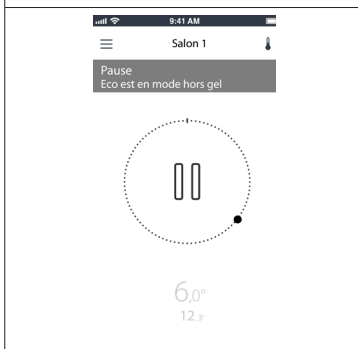 9:41 AM
Salon 1
Pause
Eco est en mode hors gel
6,0°
12,5°